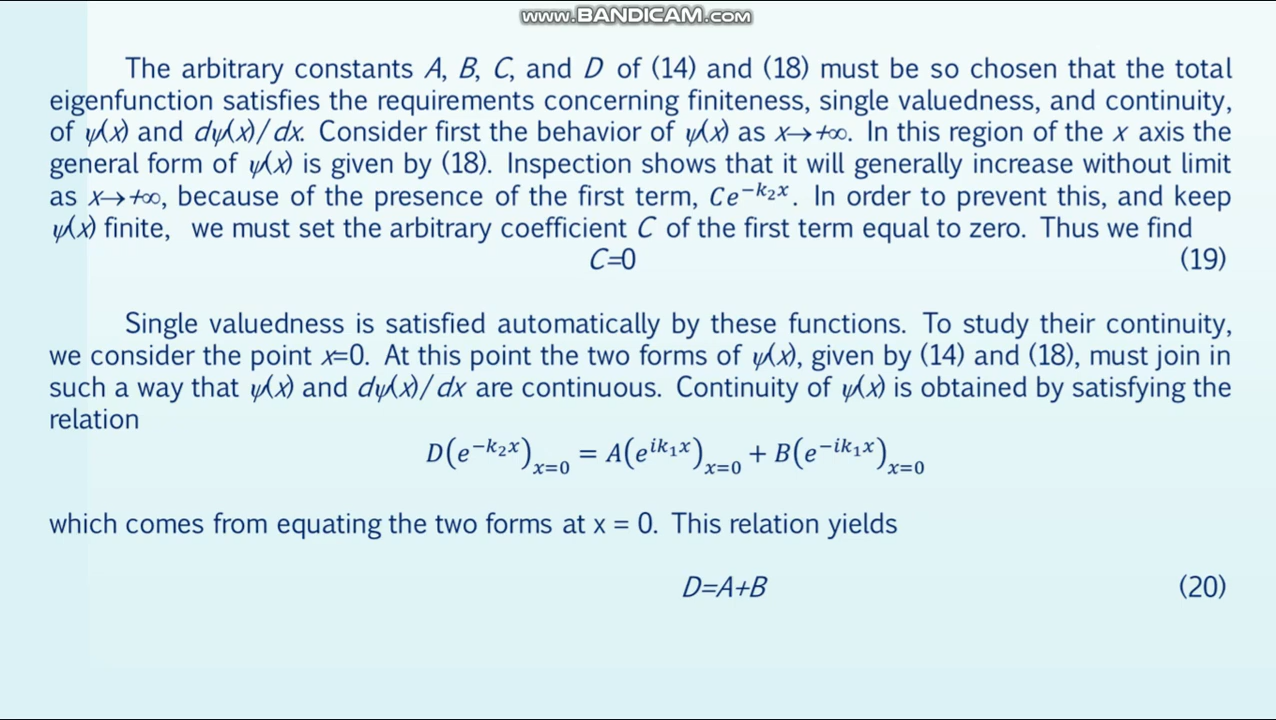 www.BANDICAM.com
The arbitrary constants A, B, C, and D of (14) and (18) must be so chosen that the total
eigenfunction satisfies the requirements concerning finiteness, single valuedness, and continuity,
of ψ(x) and dψ(x)/dx. Consider first the behavior of ψ(x) as x→+∞. In this region of the x axis the
general form of ψ(x) is given by (18). Inspection shows that it will generally increase without limit
as x→+∞, because of the presence of the first term, Ce^{-k₂x}. In order to prevent this, and keep
ψ(x) finite, we must set the arbitrary coefficient C of the first term equal to zero. Thus we find
C=0 (19)
Single valuedness is satisfied automatically by these functions. To study their continuity,
we consider the point x=0. At this point the two forms of ψ(x), given by (14) and (18), must join in
such a way that ψ(x) and dψ(x)/dx are continuous. Continuity of ψ(x) is obtained by satisfying the
relation
D(e^{-k₂x})_{x=0} = A(e^{ik₁x})_{x=0} + B(e^{-ik₁x})_{x=0}
which comes from equating the two forms at x = 0. This relation yields
D=A+B (20)